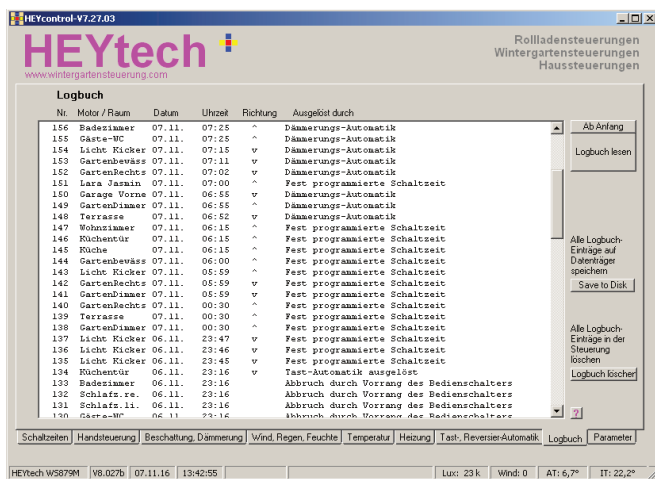 HEYcontrol-V7.27.03
HEYtech
www.wintergartensteuerung.com
Rollladensteuerungen
Wintergartensteuerungen
Haussteuerungen
Logbuch
Nr. Motor / Raum Datum Uhrzeit Richtung Ausgelöst durch
156 Badezimmer 07.11. 07:25 ^ Dämmerungs-Automatik
155 Gäste-WC 07.11. 07:25 ^ Dämmerungs-Automatik
154 Licht Kicker 07.11. 07:15 v Dämmerungs-Automatik
153 Gartenbewäss 07.11. 07:11 v Dämmerungs-Automatik
152 GartenRechts 07.11. 07:02 v Dämmerungs-Automatik
151 Lara Jasmin 07.11. 07:00 ^ Fest programmierte Schaltzeit
150 Garage Vorne 07.11. 06:55 v Dämmerungs-Automatik
149 GartenDimmer 07.11. 06:55 v Dämmerungs-Automatik
148 Terrasse 07.11. 06:52 v Dämmerungs-Automatik
147 Wohnzimmer 07.11. 06:15 ^ Fest programmierte Schaltzeit
146 Küchentür 07.11. 06:15 ^ Fest programmierte Schaltzeit
145 Küche 07.11. 06:15 ^ Fest programmierte Schaltzeit
144 Gartenbewäss 07.11. 06:00 ^ Fest programmierte Schaltzeit
143 Licht Kicker 07.11. 05:59 ^ Fest programmierte Schaltzeit
142 GartenRechts 07.11. 05:59 v Fest programmierte Schaltzeit
141 GartenDimmer 07.11. 05:59 v Fest programmierte Schaltzeit
140 GartenRechts 07.11. 00:30 ^ Fest programmierte Schaltzeit
139 Terrasse 07.11. 00:30 ^ Fest programmierte Schaltzeit
138 GartenDimmer 07.11. 00:30 ^ Fest programmierte Schaltzeit
137 Licht Kicker 06.11. 23:47 v Fest programmierte Schaltzeit
136 Licht Kicker 06.11. 23:46 v Fest programmierte Schaltzeit
135 Licht Kicker 06.11. 23:45 v Fest programmierte Schaltzeit
134 Küchentür 06.11. 23:16 v Tast-Automatik ausgelöst
133 Badezimmer 06.11. 23:16 Abbruch durch Vorrang des Bedienschalters
132 Schlafz.re. 06.11. 23:16 Abbruch durch Vorrang des Bedienschalters
131 Schlafz.li. 06.11. 23:16 Abbruch durch Vorrang des Bedienschalters
130 Gäste-WC 06.11. 23:16 Abbruch durch Vorrang des Bedienschalters
Ab Anfang
Logbuch lesen
Alle Logbuch-
Einträge auf
Datenträger
speichern
Save to Disk
Alle Logbuch-
Einträge in der
Steuerung
löschen
Logbuch löschen
?
Schaltzeiten Handsteuerung Beschattung, Dämmerung Wind, Regen, Feuchte Temperatur Heizung Tast-, Reversier-Automatik Logbuch Parameter
HEYtech WS879M V8.027b 07.11.16 13:42:55 Lux: 23 k Wind: 0 AT: 6,7° IT: 22,2°